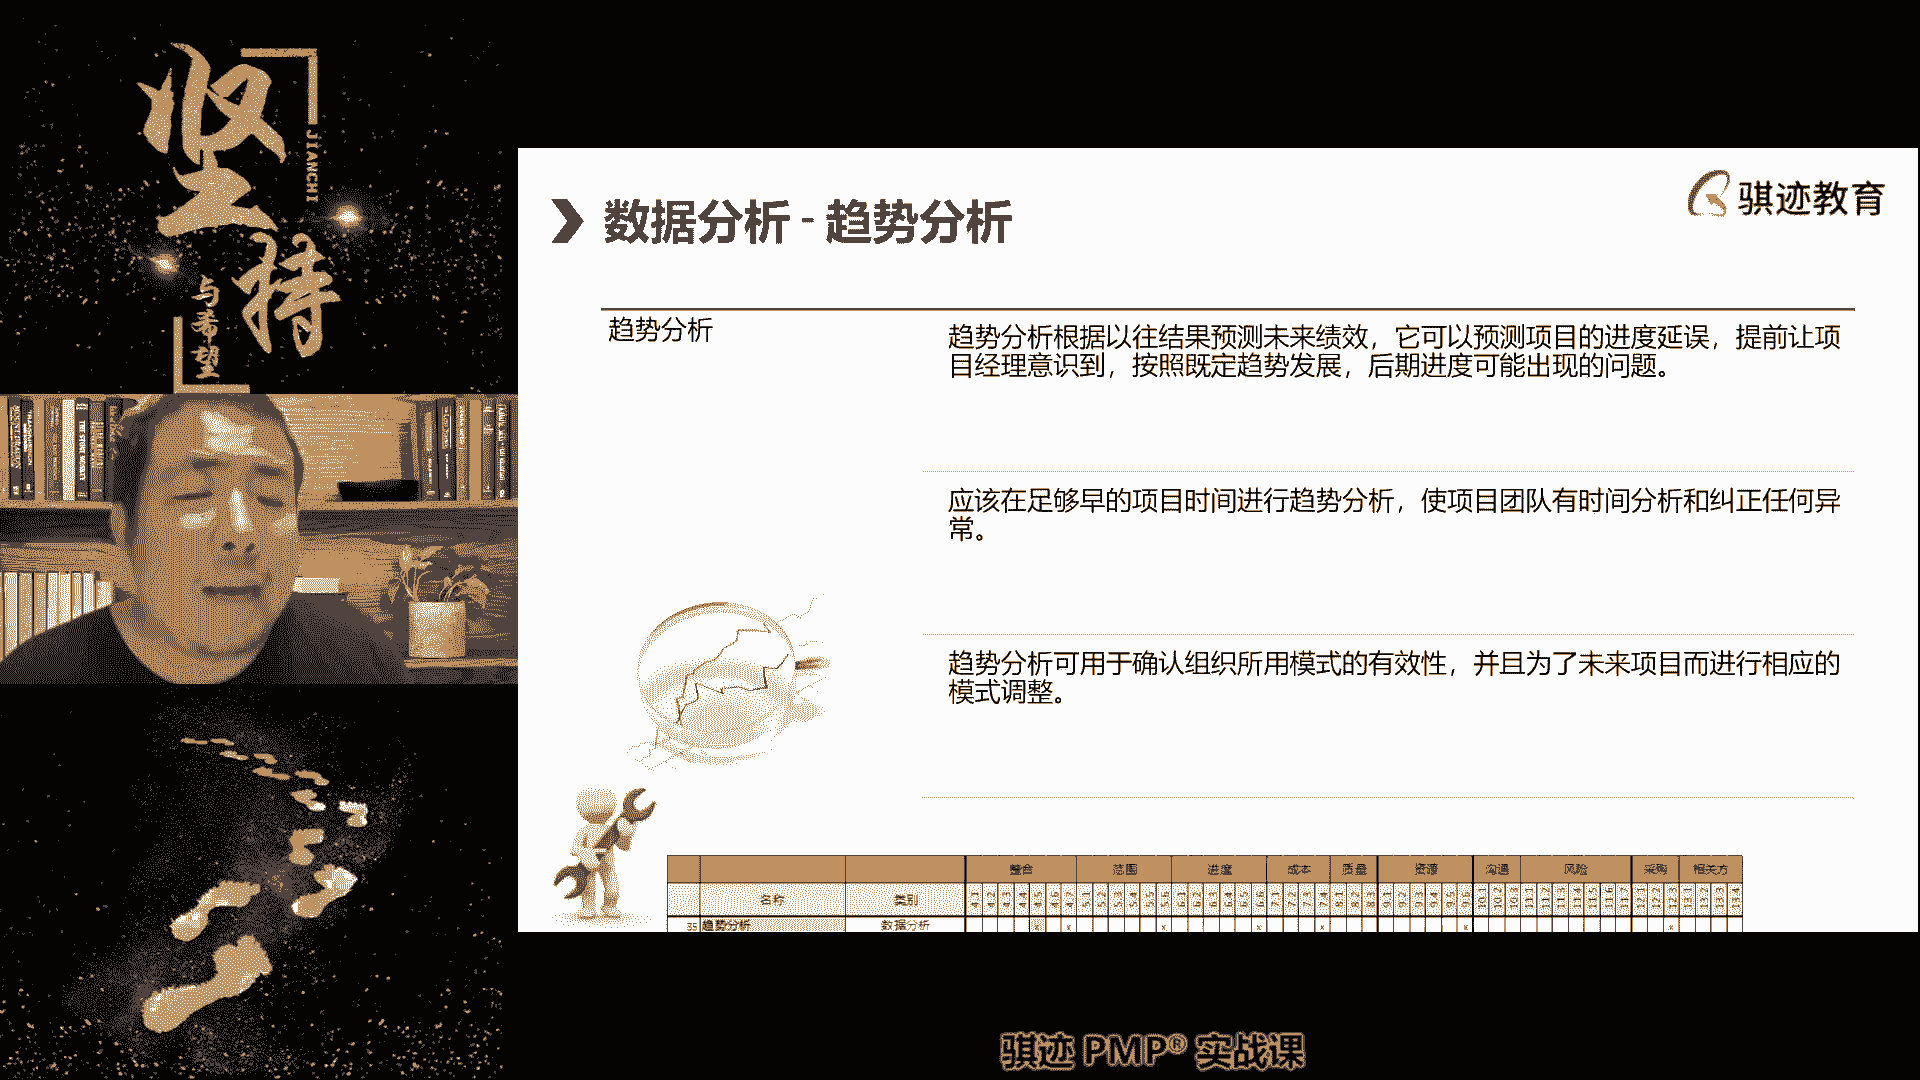 坚持
JIANCHI
与希望
骐迹教育
数据分析 - 趋势分析
趋势分析
趋势分析根据以往结果预测未来绩效，它可以预测项目的进度延误，提前让项
目经理意识到，按照既定趋势发展，后期进度可能出现的问题。
应该在足够早的项目时间进行趋势分析，使项目团队有时间分析和纠正任何异
常。
趋势分析可用于确认组织所用模式的有效性，并且为了未来项目而进行相应的
模式调整。
整合 范围 进度 成本 质量 资源 沟通 风险 采购 相关方
名称 类别
35 趋势分析 数据分析
骐迹 PMP® 实战课